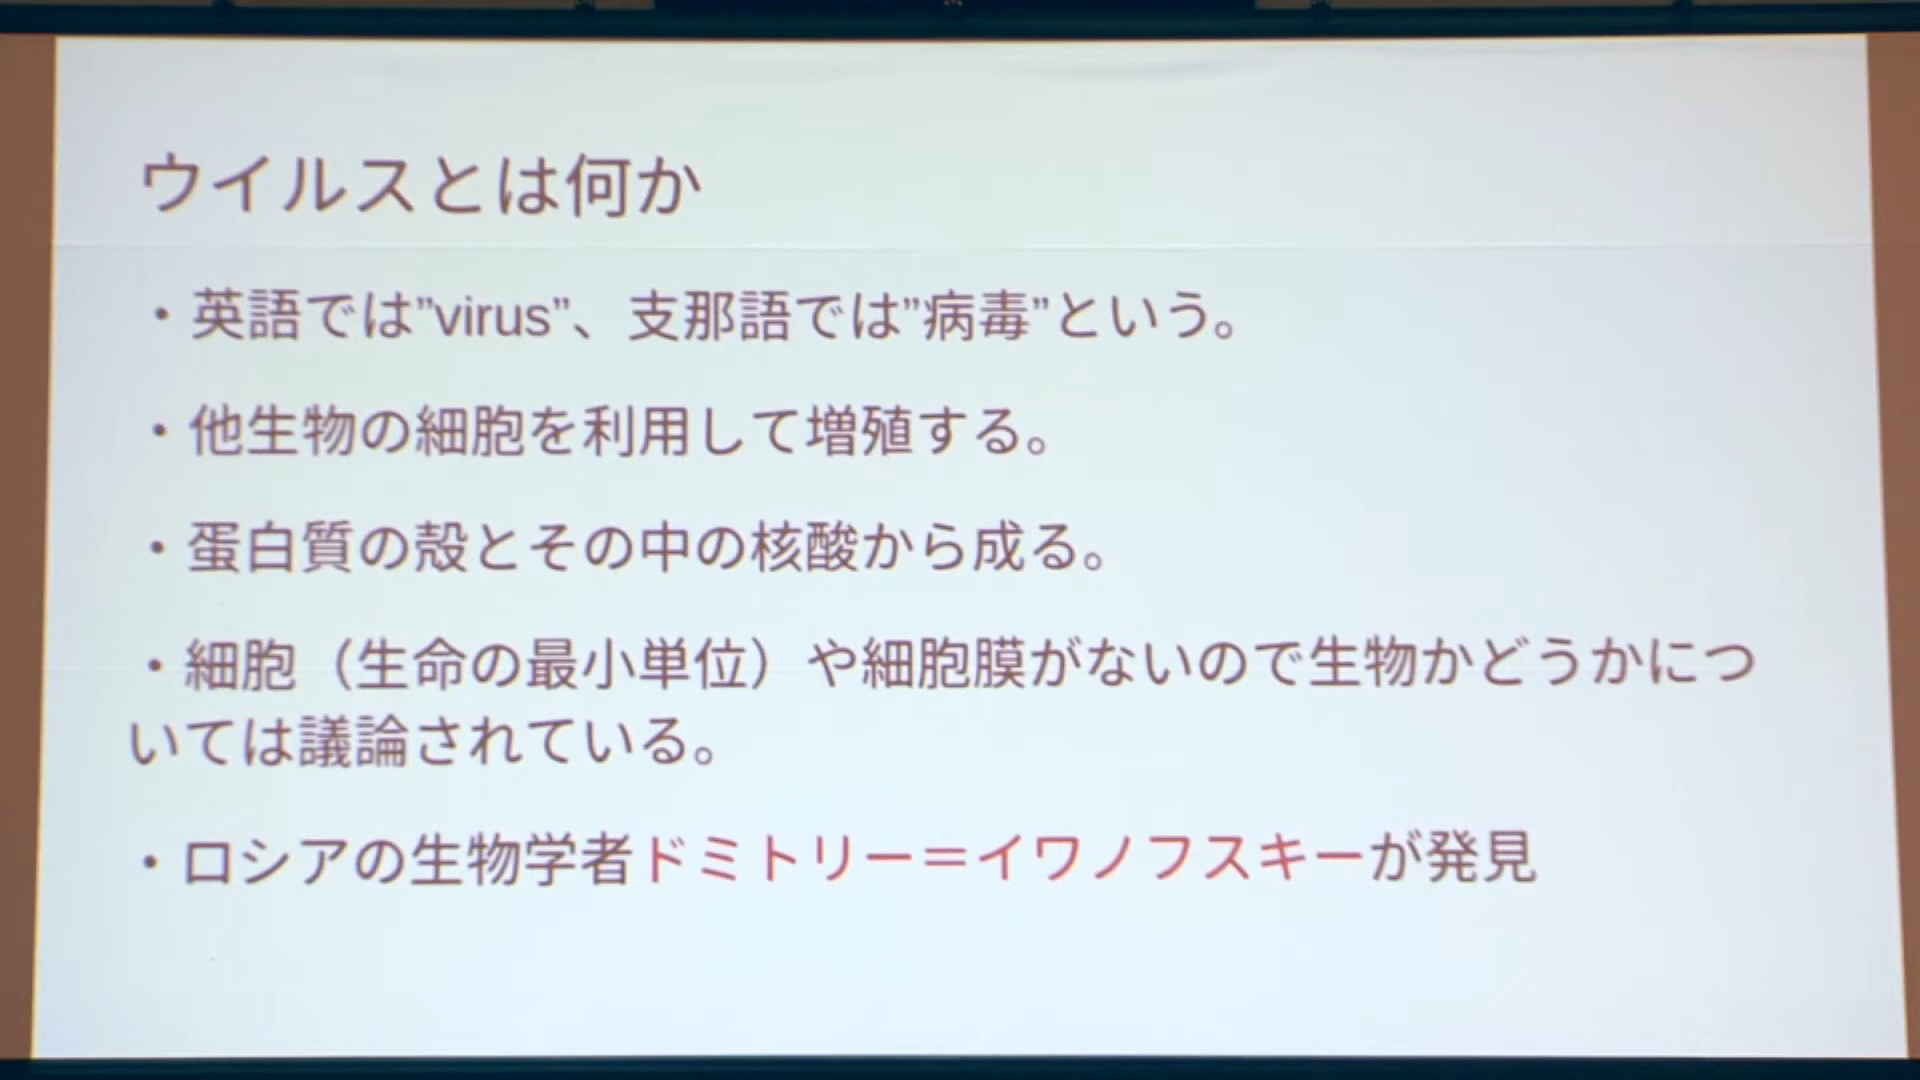 ウイルスとは何か
・英語では”virus”、支那語では”病毒”という。
・他生物の細胞を利用して増殖する。
・蛋白質の殻とその中の核酸から成る。
・細胞（生命の最小単位）や細胞膜がないので生物かどうかにつ
いては議論されている。
・ロシアの生物学者ドミトリー＝イワノフスキーが発見